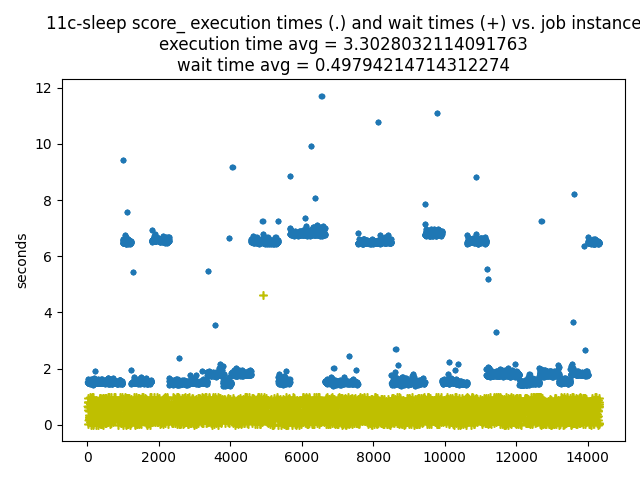 11c-sleep score_ execution times (.) and wait times (+) vs. job instance
execution time avg = 3.3028032114091763
wait time avg = 0.49794214714312274
12
10
8
6
4
2
0
seconds
0 2000 4000 6000 8000 10000 12000 14000